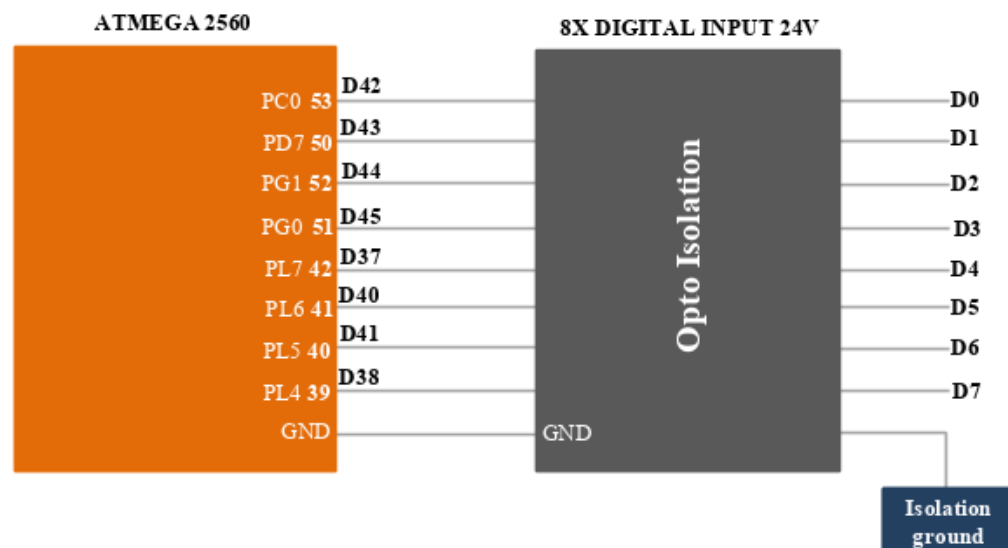 ATMEGA 2560
8X DIGITAL INPUT 24V
PC0 53 D42 D0
PD7 50 D43 D1
PG1 52 D44 D2
PG0 51 D45 D3
PL7 42 D37 D4
PL6 41 D40 D5
PL5 40 D41 D6
PL4 39 D38 D7
GND GND
Opto Isolation
Isolation
ground